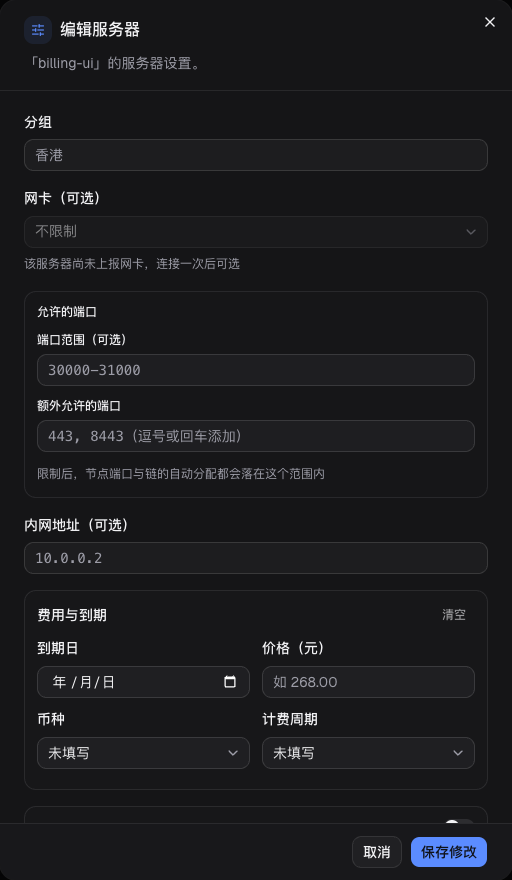 编辑服务器
「billing-ui」的服务器设置。
分组
香港
网卡（可选）
不限制
该服务器尚未上报网卡，连接一次后可选
允许的端口
端口范围（可选）
30000-31000
额外允许的端口
443, 8443（逗号或回车添加）
限制后，节点端口与链的自动分配都会落在这个范围内
内网地址（可选）
10.0.0.2
费用与到期 清空
到期日 价格（元）
年 /月/日 如 268.00
币种 计费周期
未填写 未填写
取消 保存修改